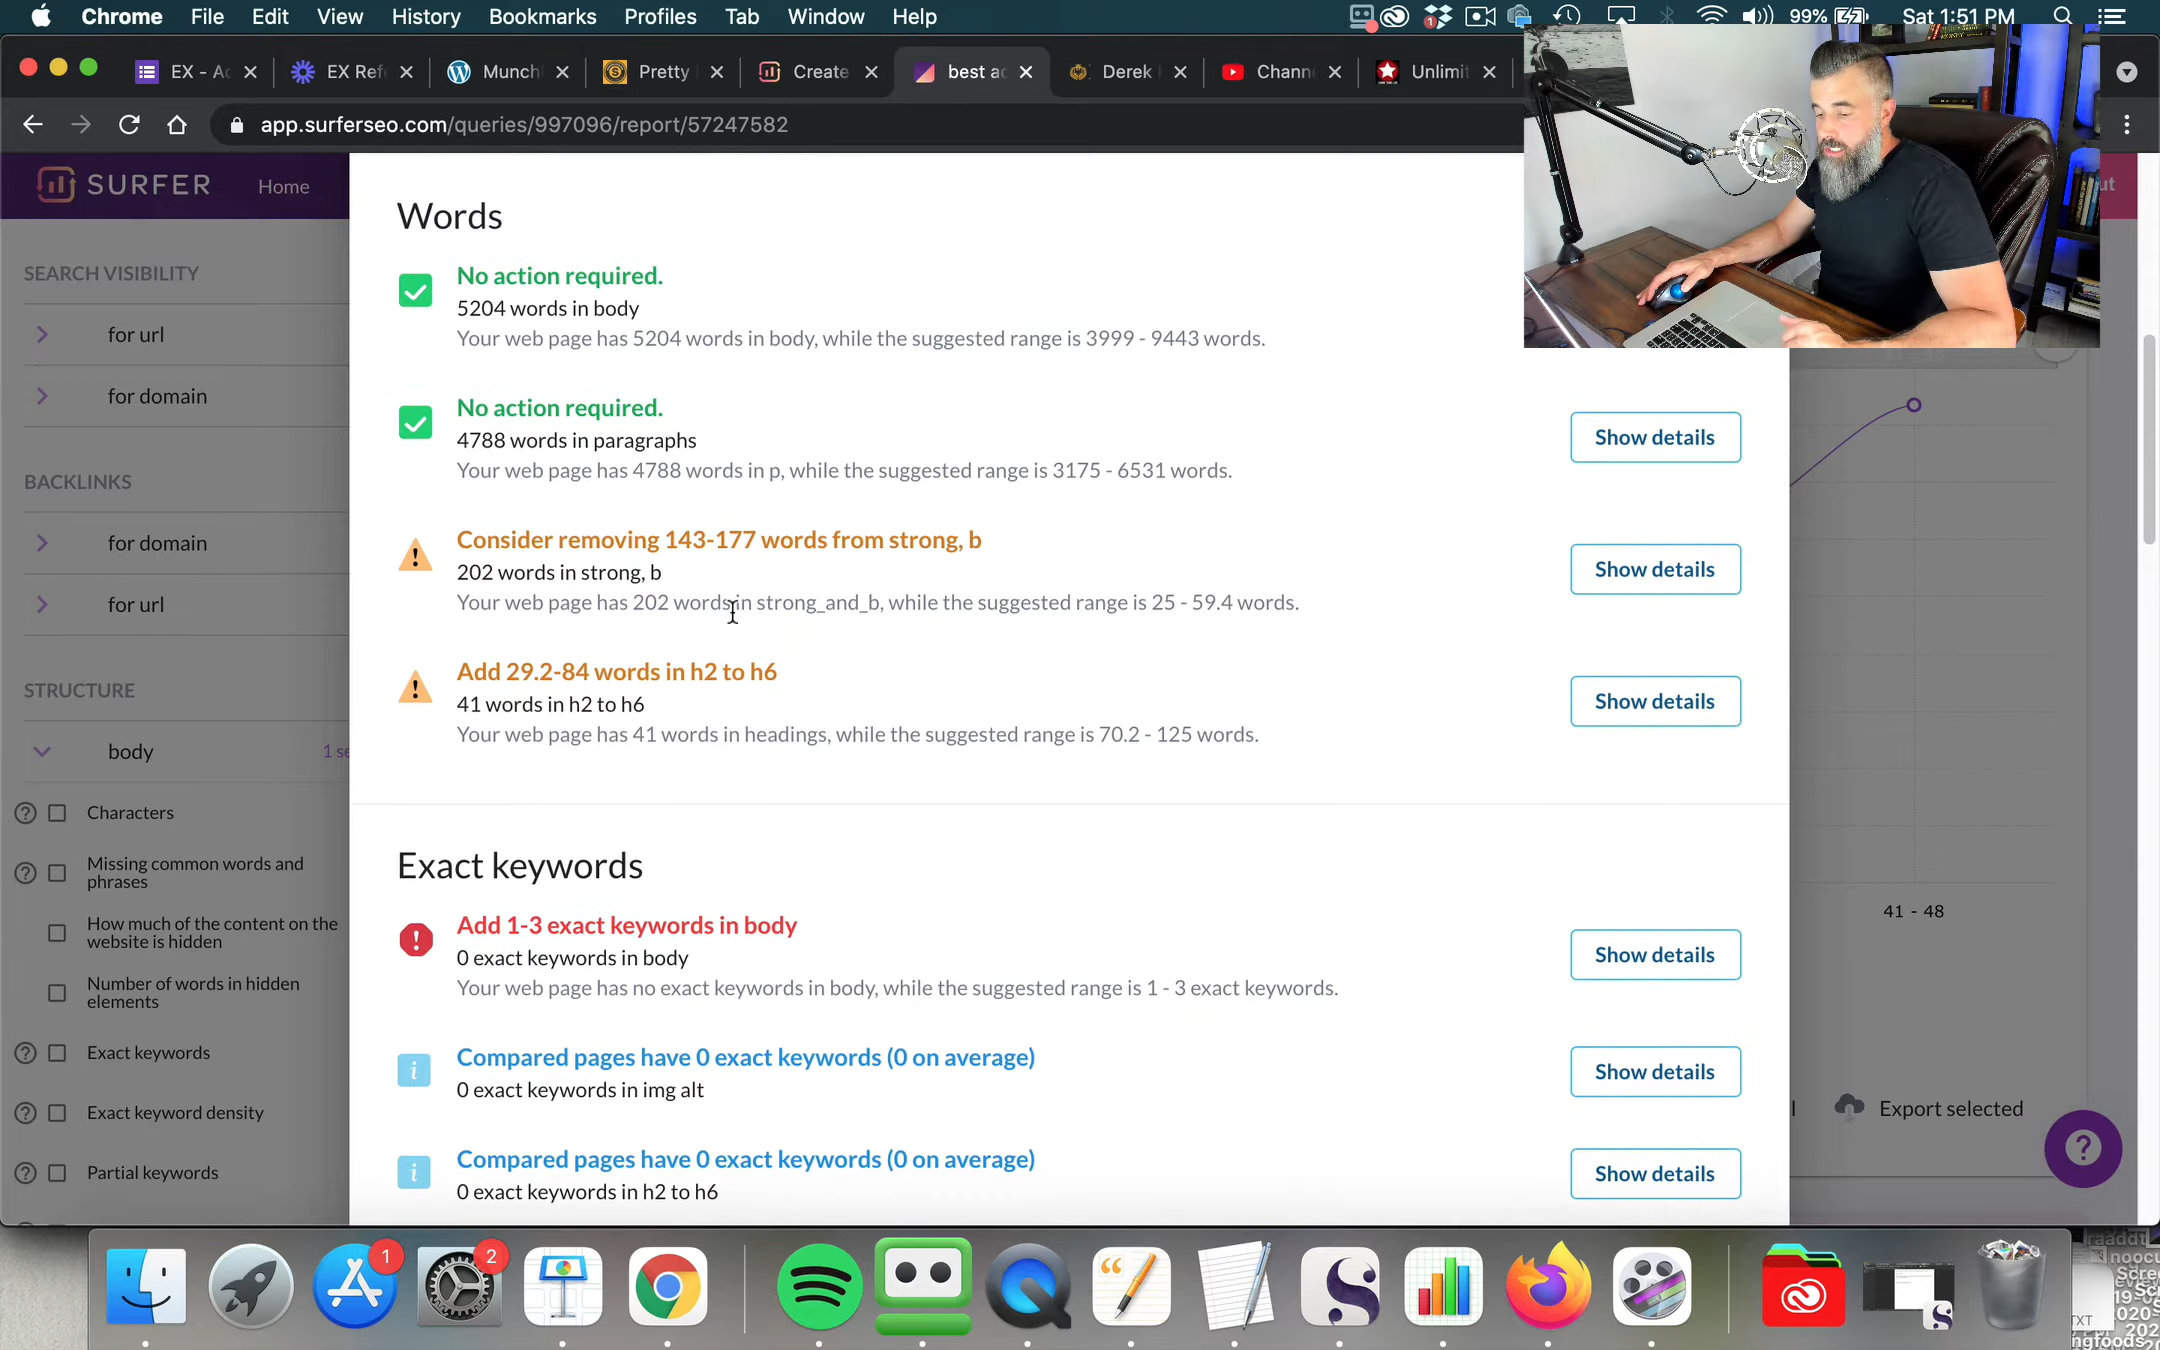 Chrome File Edit View History Bookmarks Profiles Tab Window Help 99% Sat 1:51 PM
EX - Ac EX Ref Munch Pretty Create best ac Derek Chann Unlimit
app.surferseo.com/queries/997096/report/57247582
SURFER Home
SEARCH VISIBILITY
for url
for domain
BACKLINKS
for domain
for url
STRUCTURE
body 1 se
Characters
Missing common words and
phrases
How much of the content on the
website is hidden
Number of words in hidden
elements
Exact keywords
Exact keyword density
Partial keywords
Words
No action required.
5204 words in body
Your web page has 5204 words in body, while the suggested range is 3999 - 9443 words.
No action required.
4788 words in paragraphs
Your web page has 4788 words in p, while the suggested range is 3175 - 6531 words.
Show details
Consider removing 143-177 words from strong, b
202 words in strong, b
Your web page has 202 words in strong_and_b, while the suggested range is 25 - 59.4 words.
Show details
Add 29.2-84 words in h2 to h6
41 words in h2 to h6
Your web page has 41 words in headings, while the suggested range is 70.2 - 125 words.
Show details
Exact keywords
Add 1-3 exact keywords in body
0 exact keywords in body
Your web page has no exact keywords in body, while the suggested range is 1 - 3 exact keywords.
Show details
Compared pages have 0 exact keywords (0 on average)
0 exact keywords in img alt
Show details
Compared pages have 0 exact keywords (0 on average)
0 exact keywords in h2 to h6
Show details
41 - 48
Export selected
1
2
TXT